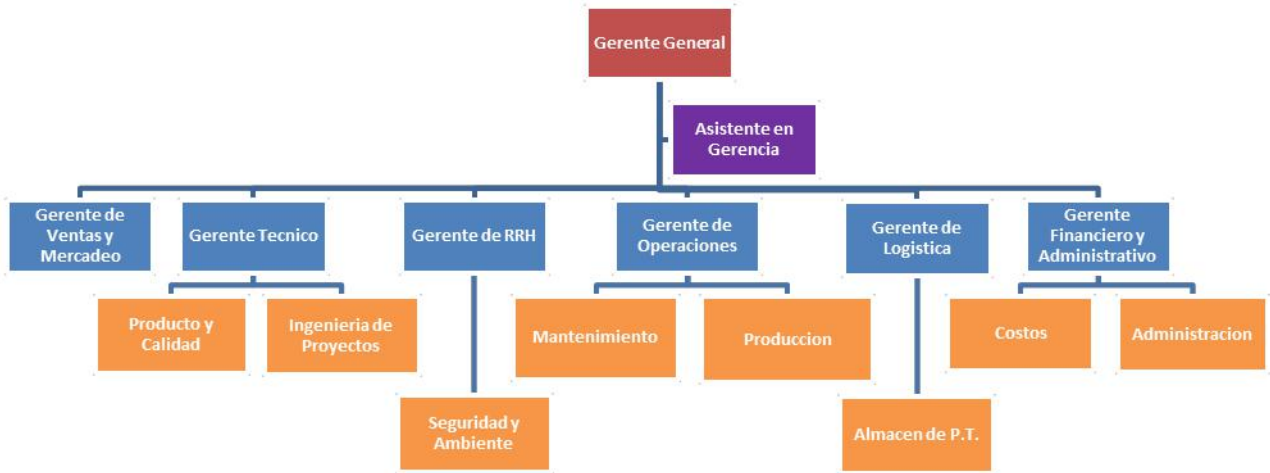 Gerente General
Asistente en
Gerencia
Gerente de
Ventas y
Mercadeo
Gerente Tecnico
Gerente de RRH
Gerente de
Operaciones
Gerente de
Logistica
Gerente
Financiero y
Administrativo
Producto y
Calidad
Ingenieria de
Proyectos
Mantenimiento
Produccion
Costos
Administracion
Seguridad y
Ambiente
Almacen de P.T.